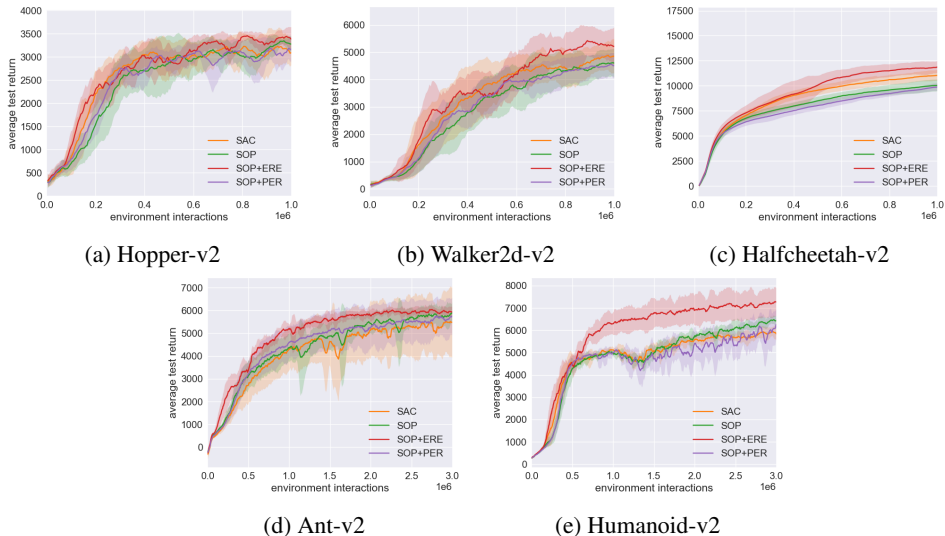 4000
3500
3000
2500
2000
1500
1000
500
0
average test return
SAC
SOP
SOP+ERE
SOP+PER
0.0 0.2 0.4 0.6 0.8 1.0
environment interactions 1e6
(a) Hopper-v2
6000
5000
4000
3000
2000
1000
0
average test return
SAC
SOP
SOP+ERE
SOP+PER
0.0 0.2 0.4 0.6 0.8 1.0
environment interactions 1e6
(b) Walker2d-v2
17500
15000
12500
10000
7500
5000
2500
0
average test return
SAC
SOP
SOP+ERE
SOP+PER
0.0 0.2 0.4 0.6 0.8 1.0
environment interactions 1e6
(c) Halfcheetah-v2
7000
6000
5000
4000
3000
2000
1000
0
average test return
SAC
SOP
SOP+ERE
SOP+PER
0.0 0.5 1.0 1.5 2.0 2.5 3.0
environment interactions 1e6
(d) Ant-v2
8000
7000
6000
5000
4000
3000
2000
1000
0
average test return
SAC
SOP
SOP+ERE
SOP+PER
0.0 0.5 1.0 1.5 2.0 2.5 3.0
environment interactions 1e6
(e) Humanoid-v2